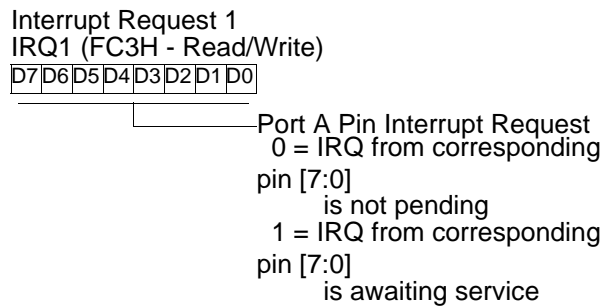 Interrupt Request 1
IRQ1 (FC3H - Read/Write)
D7 D6 D5 D4 D3 D2 D1 D0
Port A Pin Interrupt Request
0 = IRQ from corresponding
pin [7:0]
is not pending
1 = IRQ from corresponding
pin [7:0]
is awaiting service